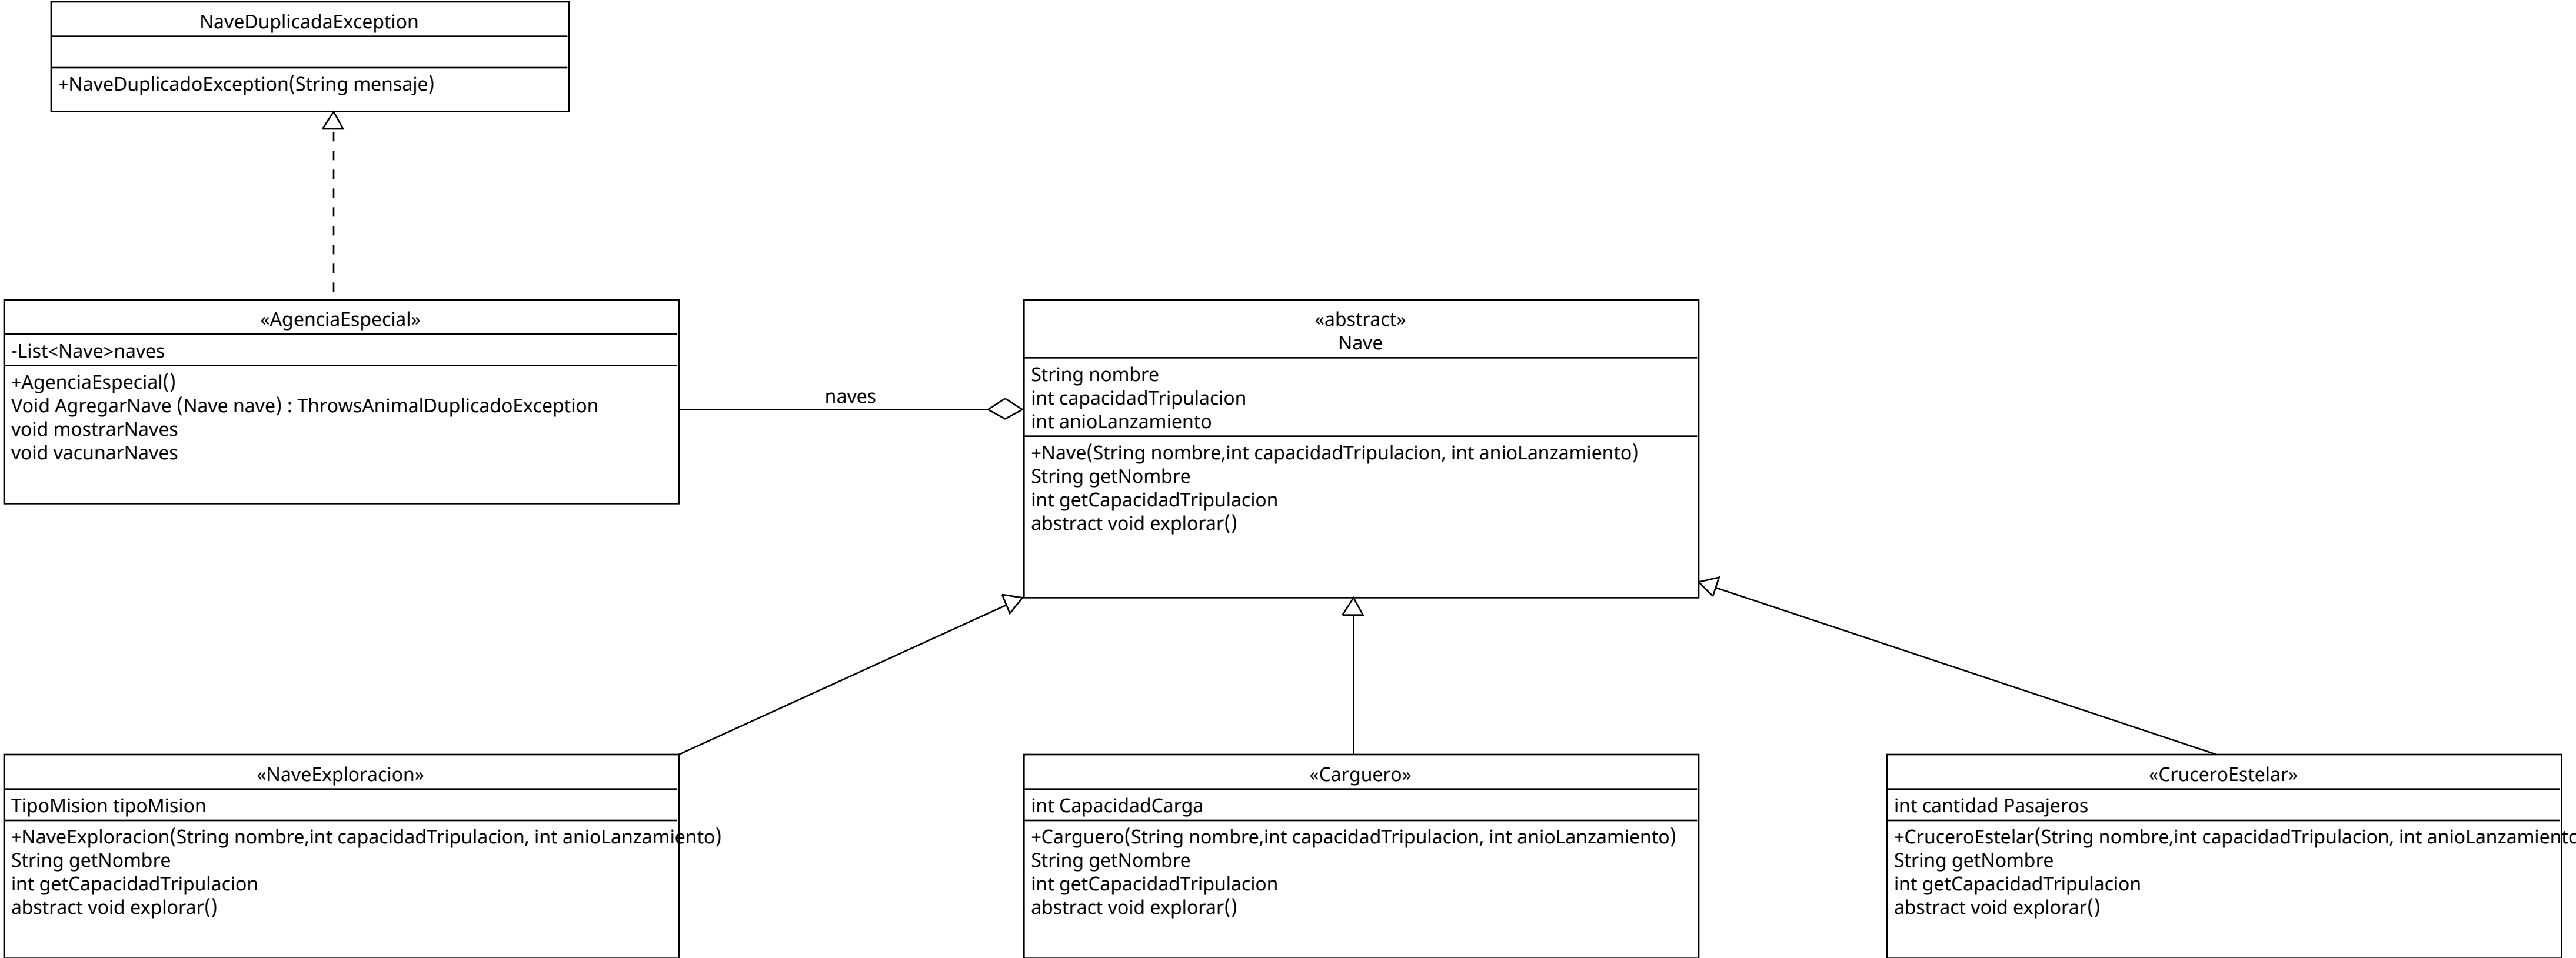 NaveDuplicadaException
+NaveDuplicadoException(String mensaje)
«AgenciaEspecial»
-List<Nave>naves
+AgenciaEspecial()
Void AgregarNave (Nave nave) : ThrowsAnimalDuplicadoException
void mostrarNaves
void vacunarNaves
naves
«abstract»
Nave
String nombre
int capacidadTripulacion
int anioLanzamiento
+Nave(String nombre,int capacidadTripulacion, int anioLanzamiento)
String getNombre
int getCapacidadTripulacion
abstract void explorar()
«NaveExploracion»
TipoMision tipoMision
+NaveExploracion(String nombre,int capacidadTripulacion, int anioLanzamiento)
String getNombre
int getCapacidadTripulacion
abstract void explorar()
«Carguero»
int CapacidadCarga
+Carguero(String nombre,int capacidadTripulacion, int anioLanzamiento)
String getNombre
int getCapacidadTripulacion
abstract void explorar()
«CruceroEstelar»
int cantidad Pasajeros
+CruceroEstelar(String nombre,int capacidadTripulacion, int anioLanzamiento
String getNombre
int getCapacidadTripulacion
abstract void explorar()